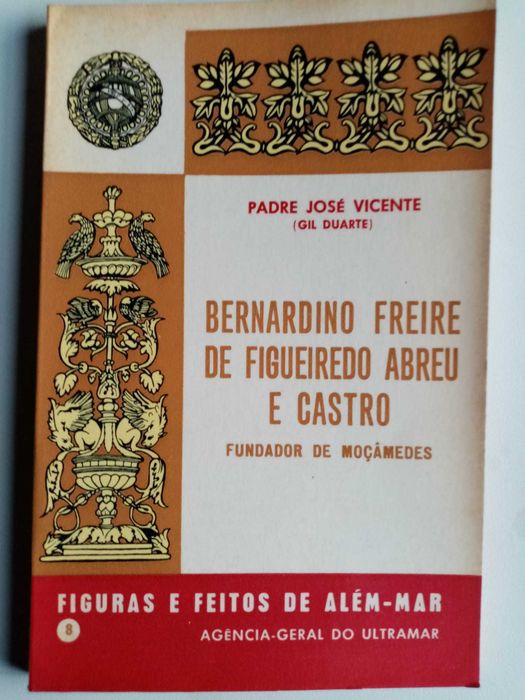 PADRE JOSÉ VICENTE
(GIL DUARTE)
BERNARDINO FREIRE
DE FIGUEIREDO ABREU
E CASTRO
FUNDADOR DE MOÇÂMEDES
FIGURAS E FEITOS DE ALÉM-MAR
8
AGÊNCIA-GERAL DO ULTRAMAR